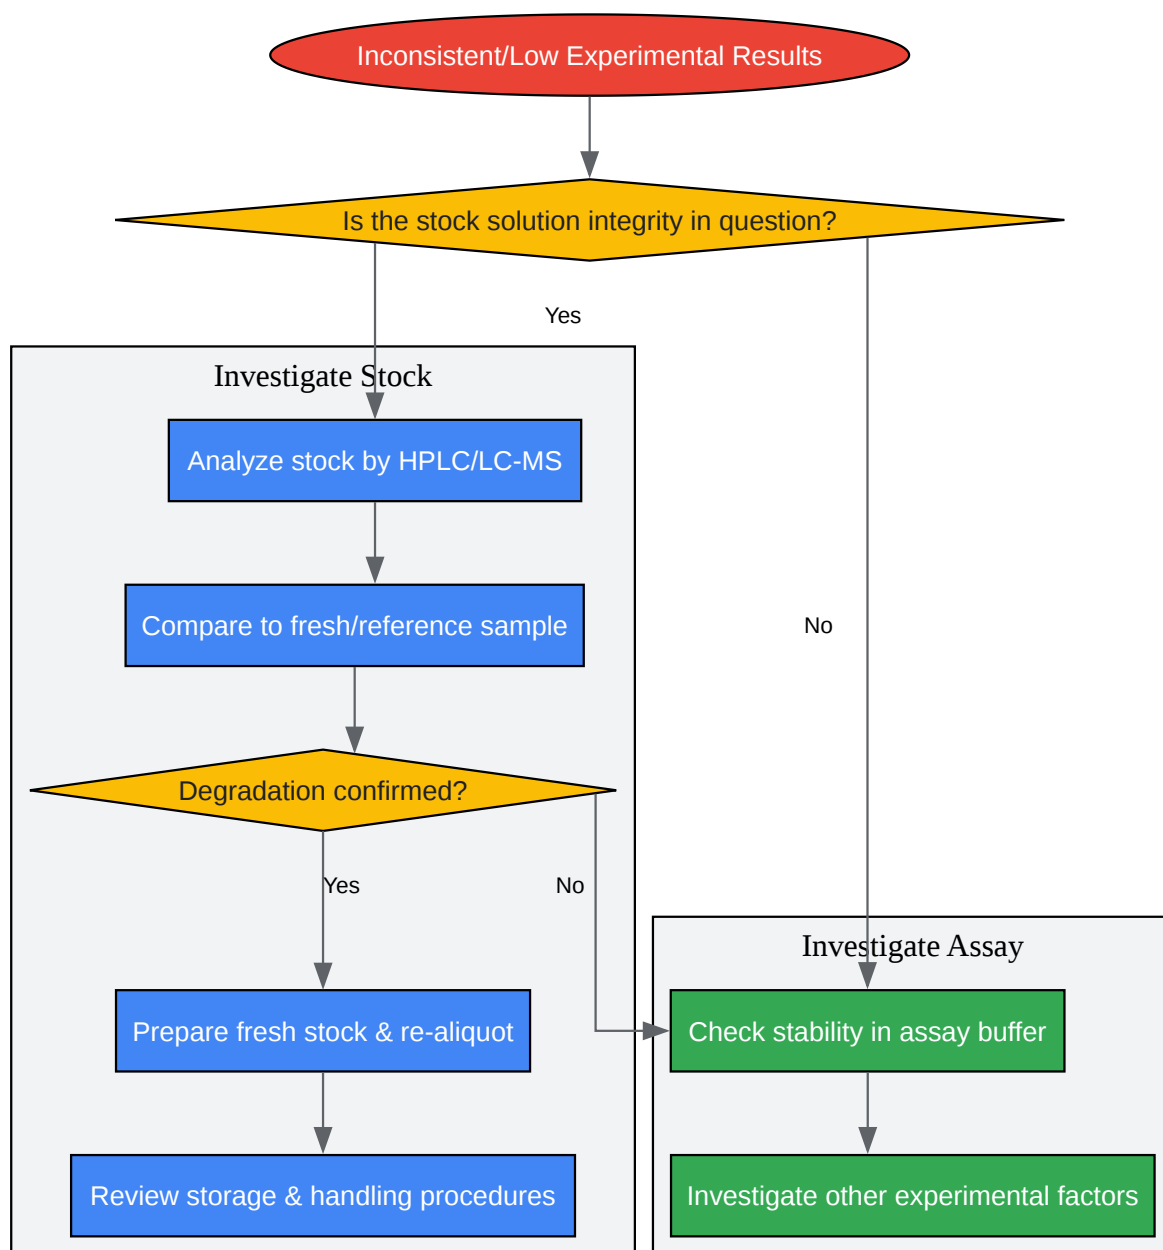 Inconsistent/Low Experimental Results
Is the stock solution integrity in question?
Yes
Investigate Stock
Analyze stock by HPLC/LC-MS
Compare to fresh/reference sample
No
Degradation confirmed?
Yes
No
Investigate Assay
Prepare fresh stock & re-aliquot
Check stability in assay buffer
Review storage & handling procedures
Investigate other experimental factors